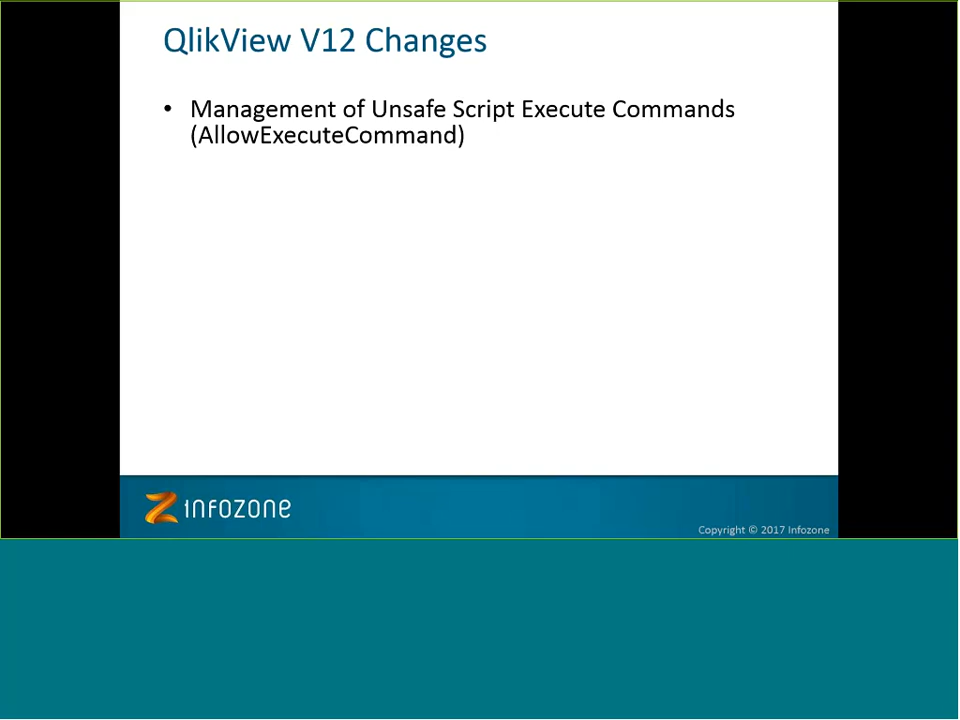 QlikView V12 Changes
• Management of Unsafe Script Execute Commands
(AllowExecuteCommand)
INFOZONE
Copyright © 2017 Infozone